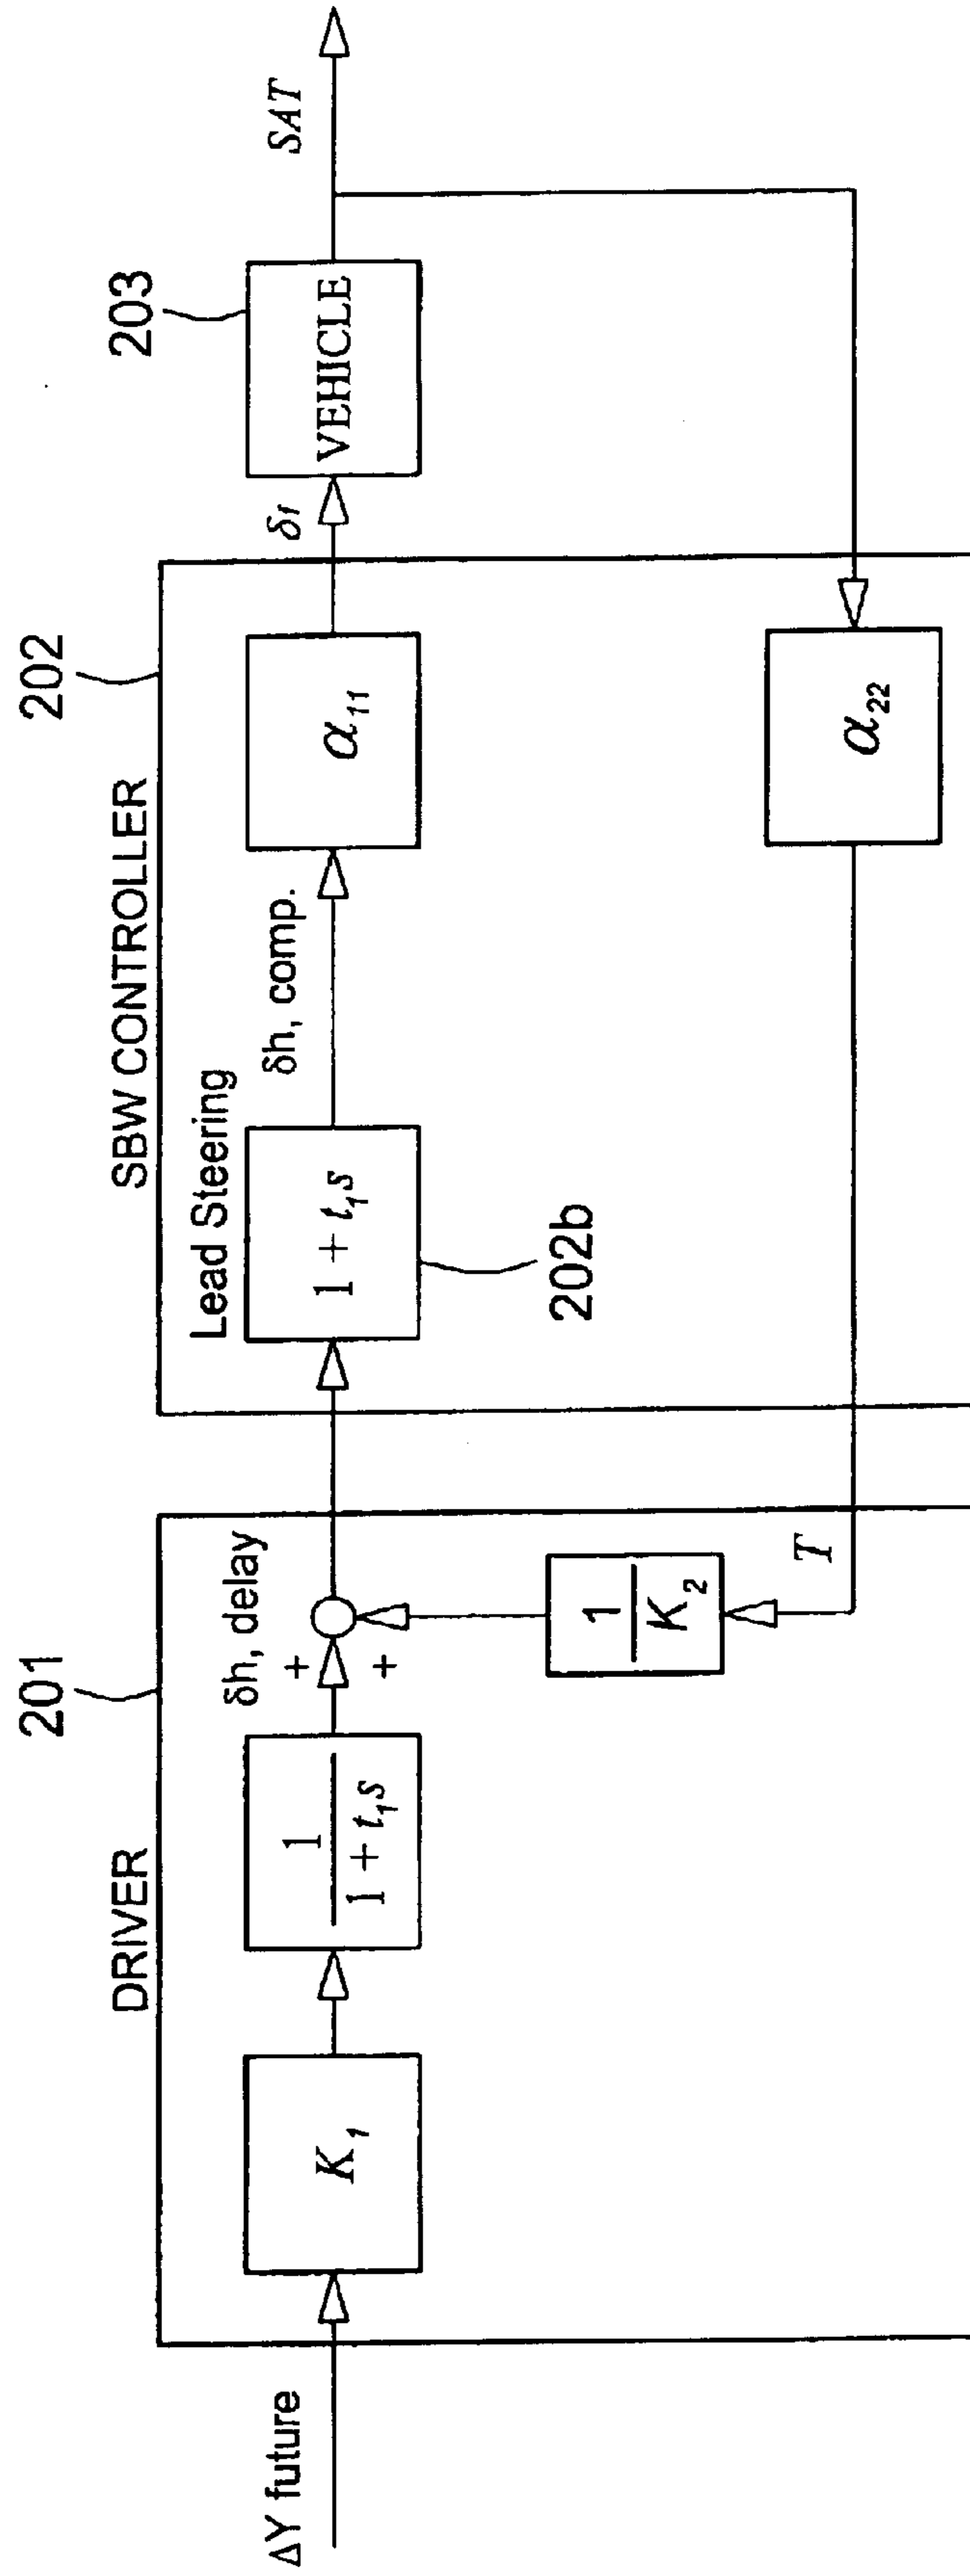 201
DRIVER
ΔY future
K₁
1
1 + t₁s
δh, delay
+
+
1
K₂
T
202
SBW CONTROLLER
Lead Steering
1 + t₁s
202b
δh, comp.
α₁₁
α₂₂
δf
203
VEHICLE
SAT